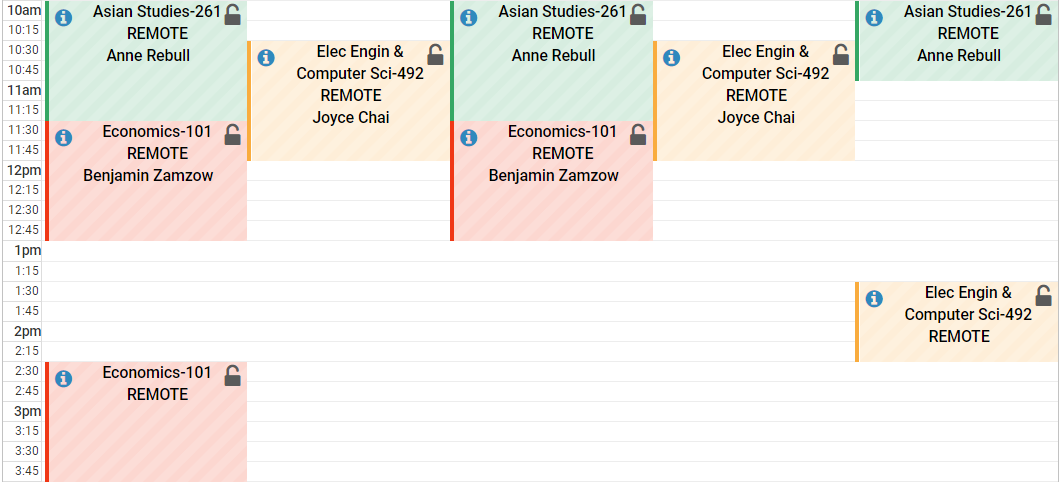 10am
10:15
10:30
10:45
11am
11:15
11:30
11:45
12pm
12:15
12:30
12:45
1pm
1:15
1:30
1:45
2pm
2:15
2:30
2:45
3pm
3:15
3:30
3:45
Asian Studies-261
REMOTE
Anne Rebull
Economics-101
REMOTE
Benjamin Zamzow
Economics-101
REMOTE
Elec Engin &
Computer Sci-492
REMOTE
Joyce Chai
Asian Studies-261
REMOTE
Anne Rebull
Economics-101
REMOTE
Benjamin Zamzow
Elec Engin &
Computer Sci-492
REMOTE
Joyce Chai
Asian Studies-261
REMOTE
Anne Rebull
Elec Engin &
Computer Sci-492
REMOTE